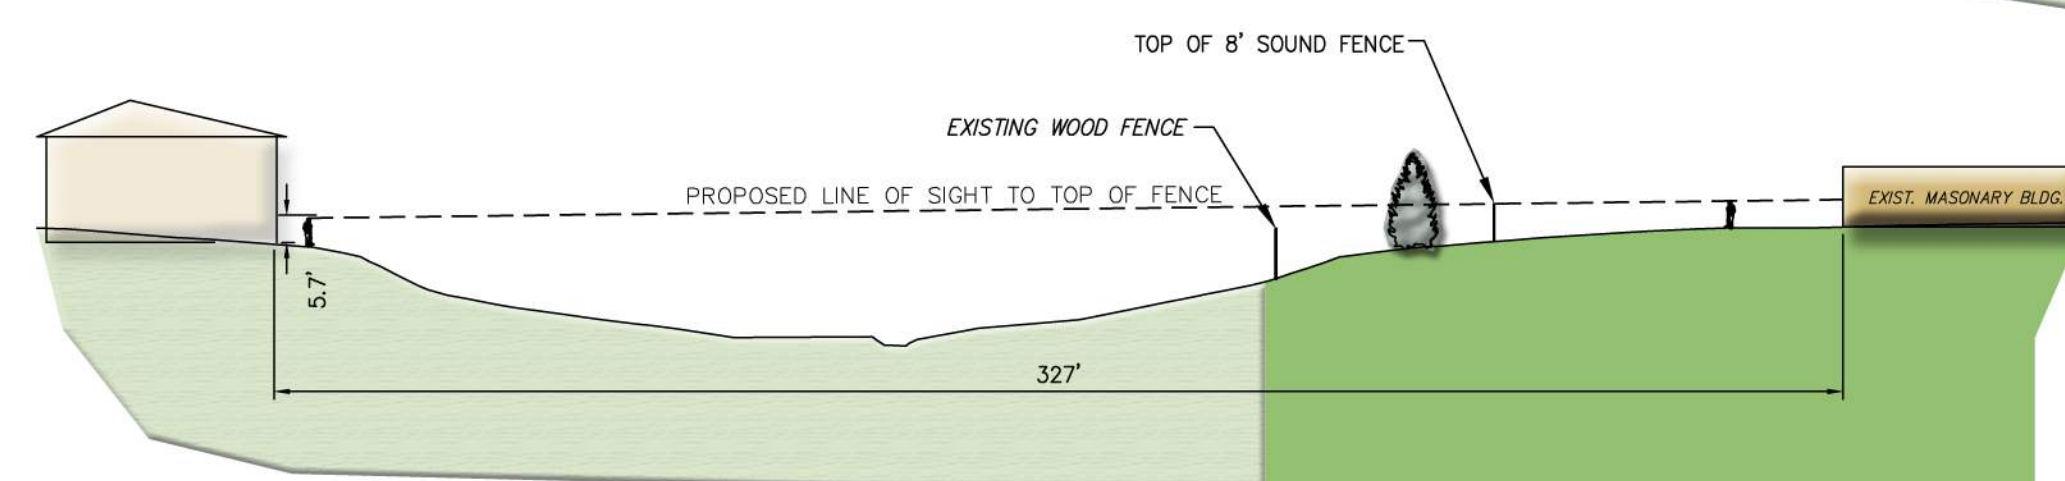 TOP OF 8' SOUND FENCE
EXISTING WOOD FENCE
PROPOSED LINE OF SIGHT TO TOP OF FENCE
EXIST. MASONARY BLDG.
5.7'
327'